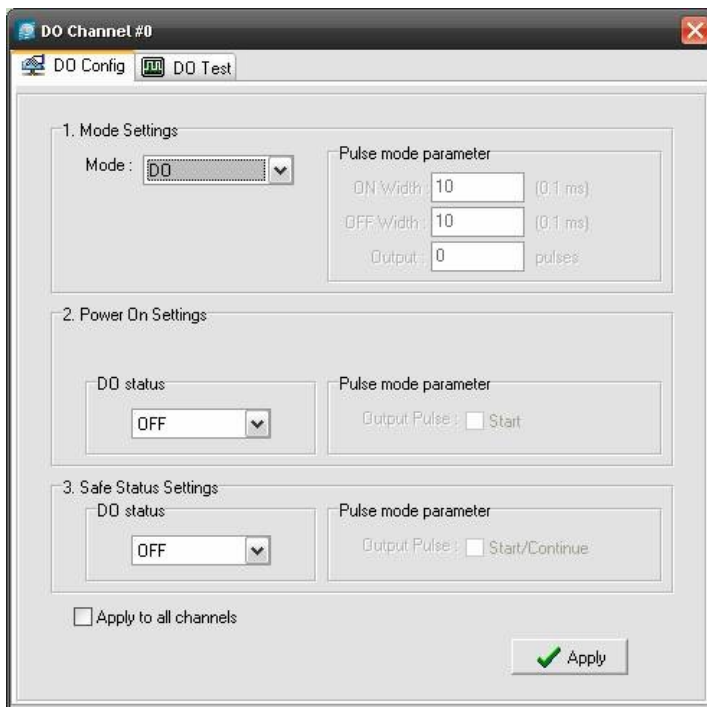 DO Channel #0
DO Config DO Test
1. Mode Settings
Mode : DO
Pulse mode parameter
ON Width : 10 (0.1 ms)
OFF Width : 10 (0.1 ms)
Output : 0 pulses
2. Power On Settings
DO status
OFF
Pulse mode parameter
Output Pulse : Start
3. Safe Status Settings
DO status
OFF
Pulse mode parameter
Output Pulse : Start/Continue
Apply to all channels
Apply